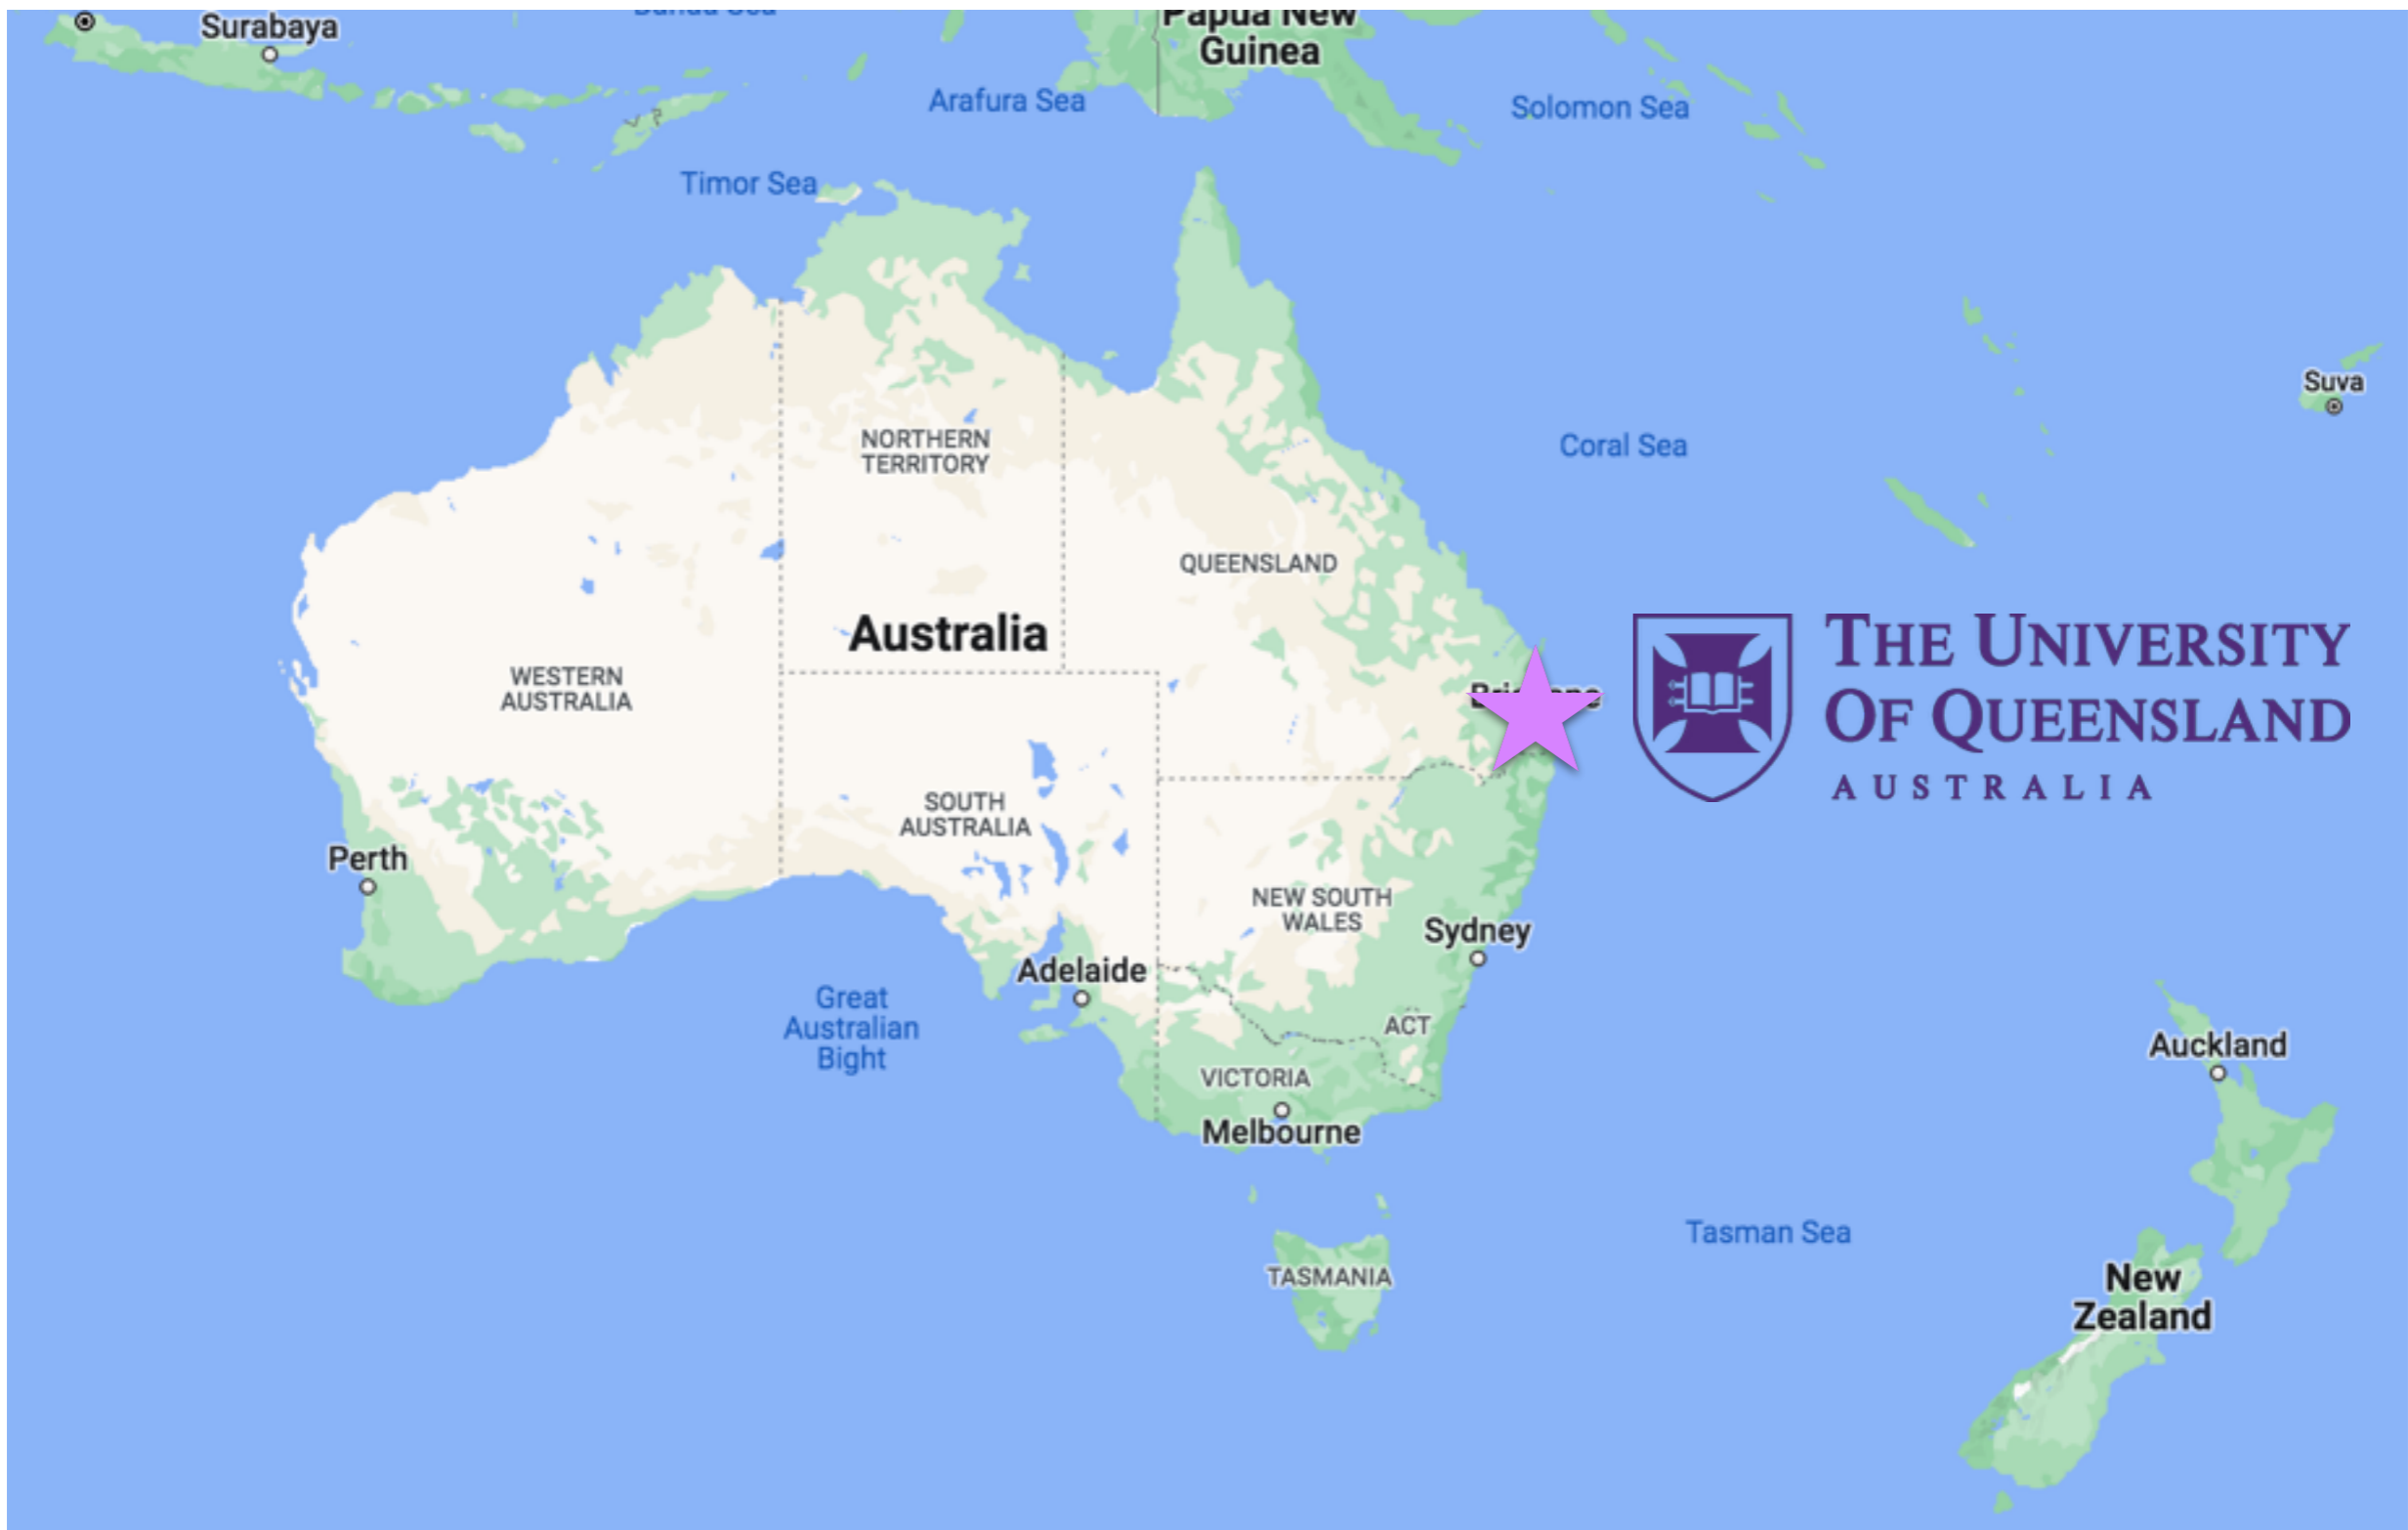 Surabaya
Papua New
Guinea
Arafura Sea
Solomon Sea
Timor Sea
Suva
NORTHERN
TERRITORY
Coral Sea
QUEENSLAND
Australia
WESTERN
AUSTRALIA
THE UNIVERSITY
OF QUEENSLAND
AUSTRALIA
SOUTH
AUSTRALIA
Perth
NEW SOUTH
WALES
Sydney
Adelaide
Great
Australian
Bight
ACT
Auckland
VICTORIA
Melbourne
Tasman Sea
TASMANIA
New
Zealand